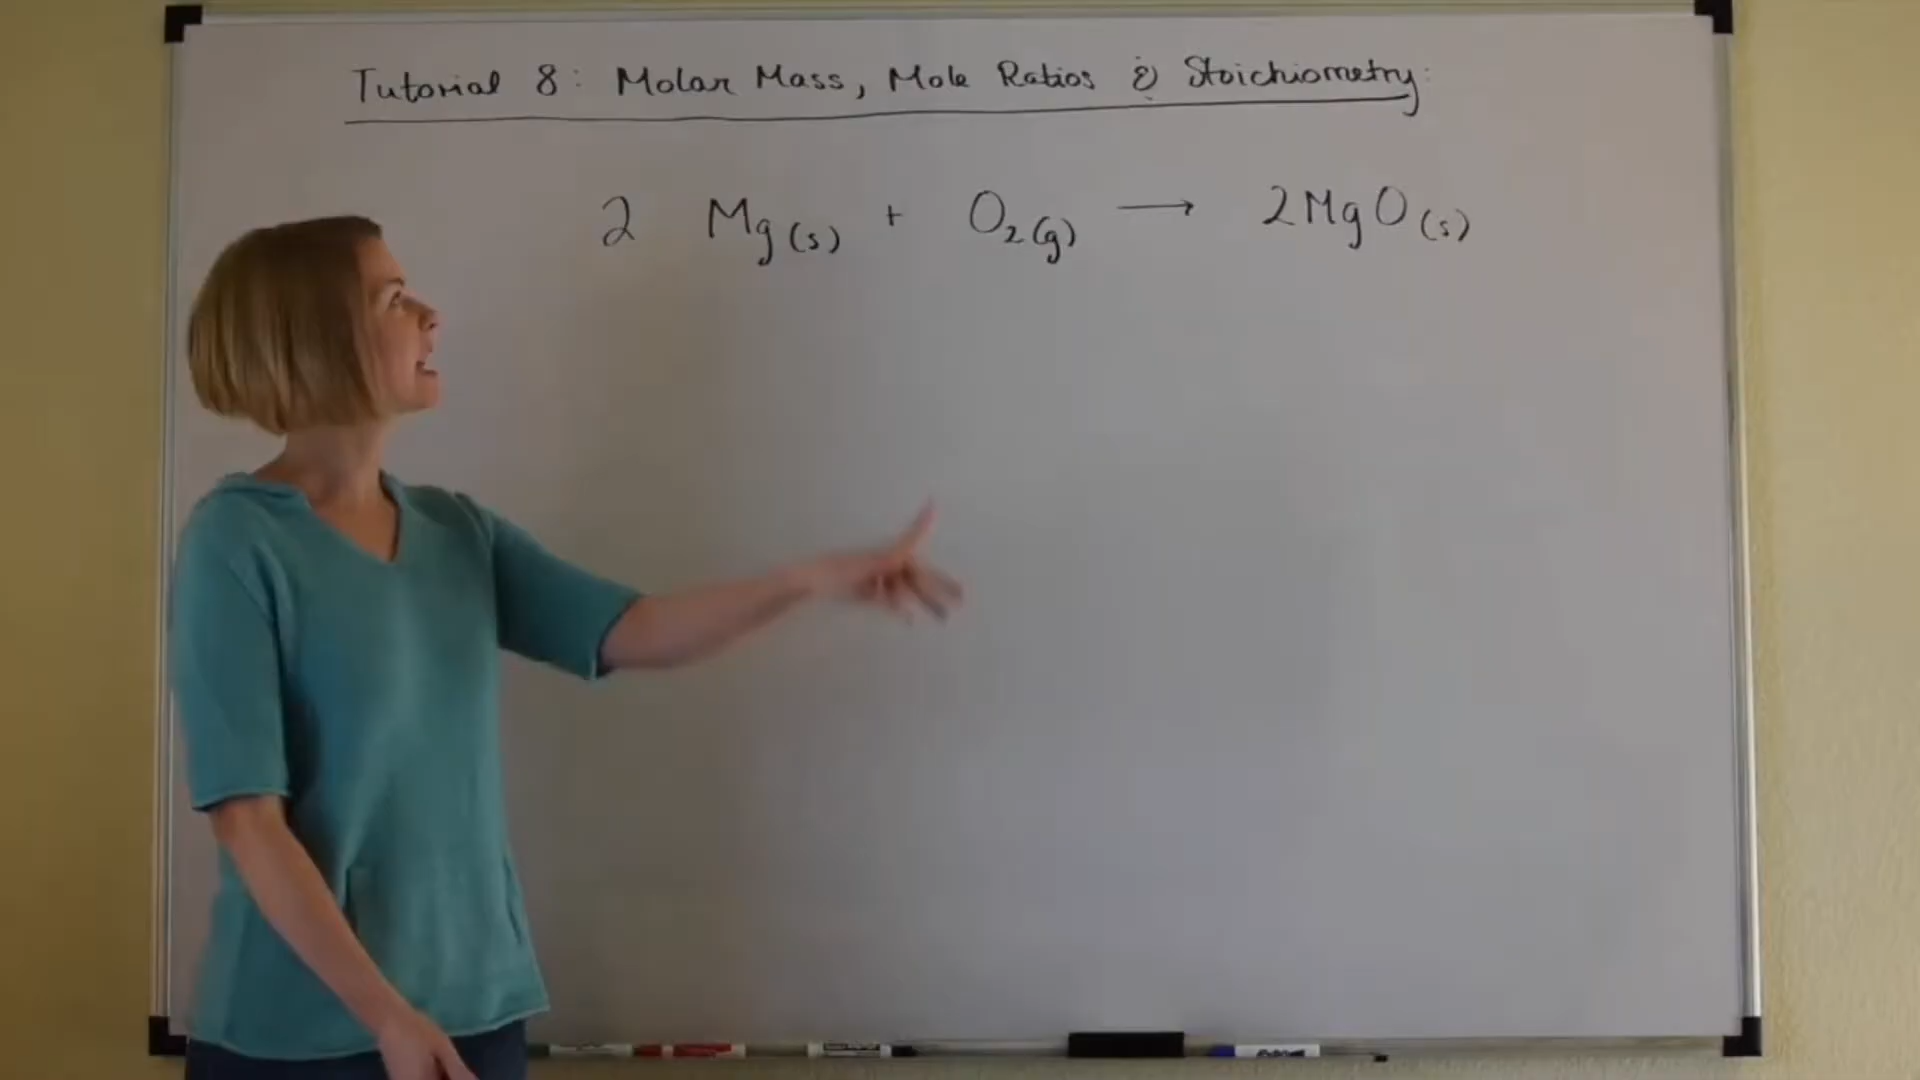 Tutorial 8: Molar Mass, Mole Ratios & Stoichiometry:
2 Mg(s) + O2(g) → 2MgO(s)